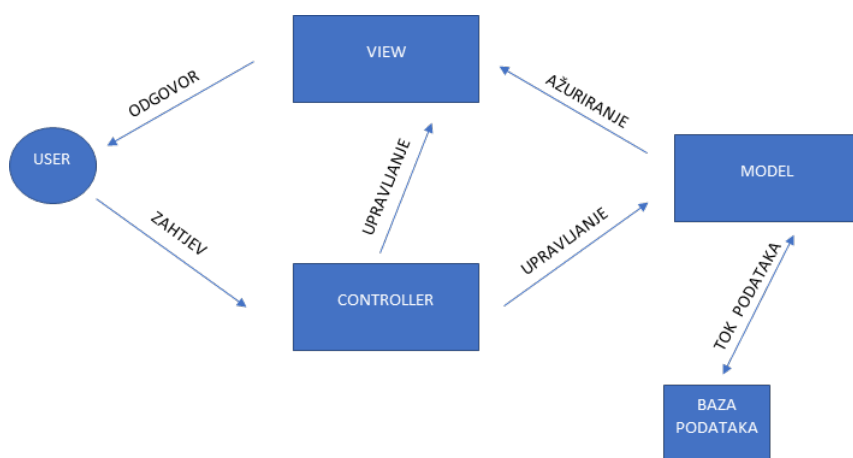 VIEW
ODGOVOR
AŽURIRANJE
USER
MODEL
UPRAVLJANJE
ZAHTJEV
UPRAVLJANJE
CONTROLLER
TOK PODATAKA
BAZA
PODATAKA